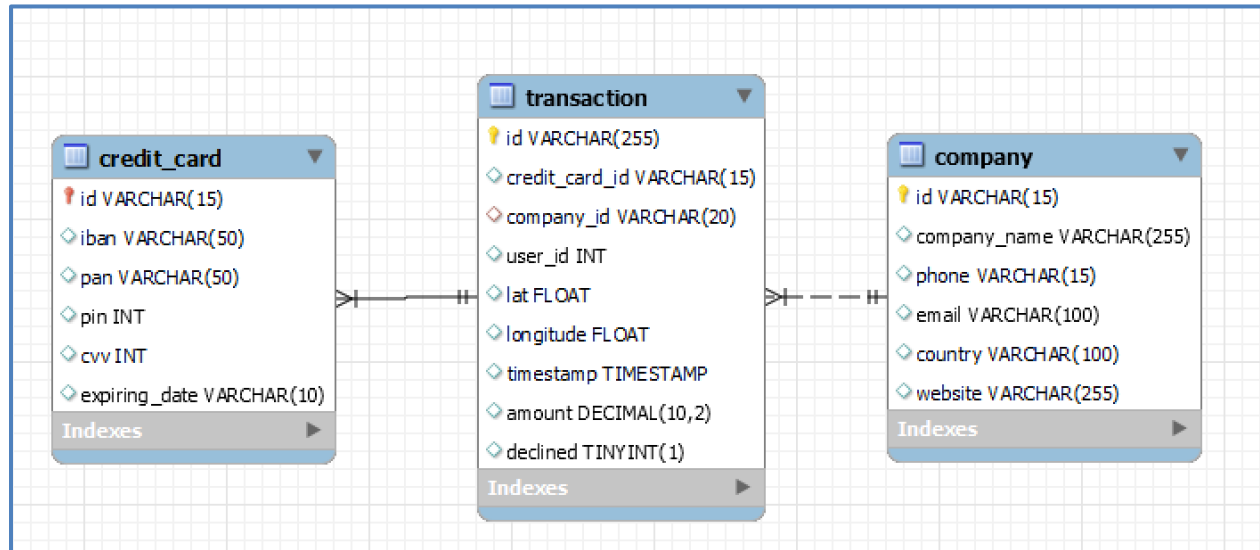 credit_card
id VARCHAR(15)
iban VARCHAR(50)
pan VARCHAR(50)
pin INT
cvv INT
expiring_date VARCHAR(10)
Indexes
transaction
id VARCHAR(255)
credit_card_id VARCHAR(15)
company_id VARCHAR(20)
user_id INT
lat FLOAT
longitude FLOAT
timestamp TIMESTAMP
amount DECIMAL(10,2)
declined TINYINT(1)
Indexes
company
id VARCHAR(15)
company_name VARCHAR(255)
phone VARCHAR(15)
email VARCHAR(100)
country VARCHAR(100)
website VARCHAR(255)
Indexes